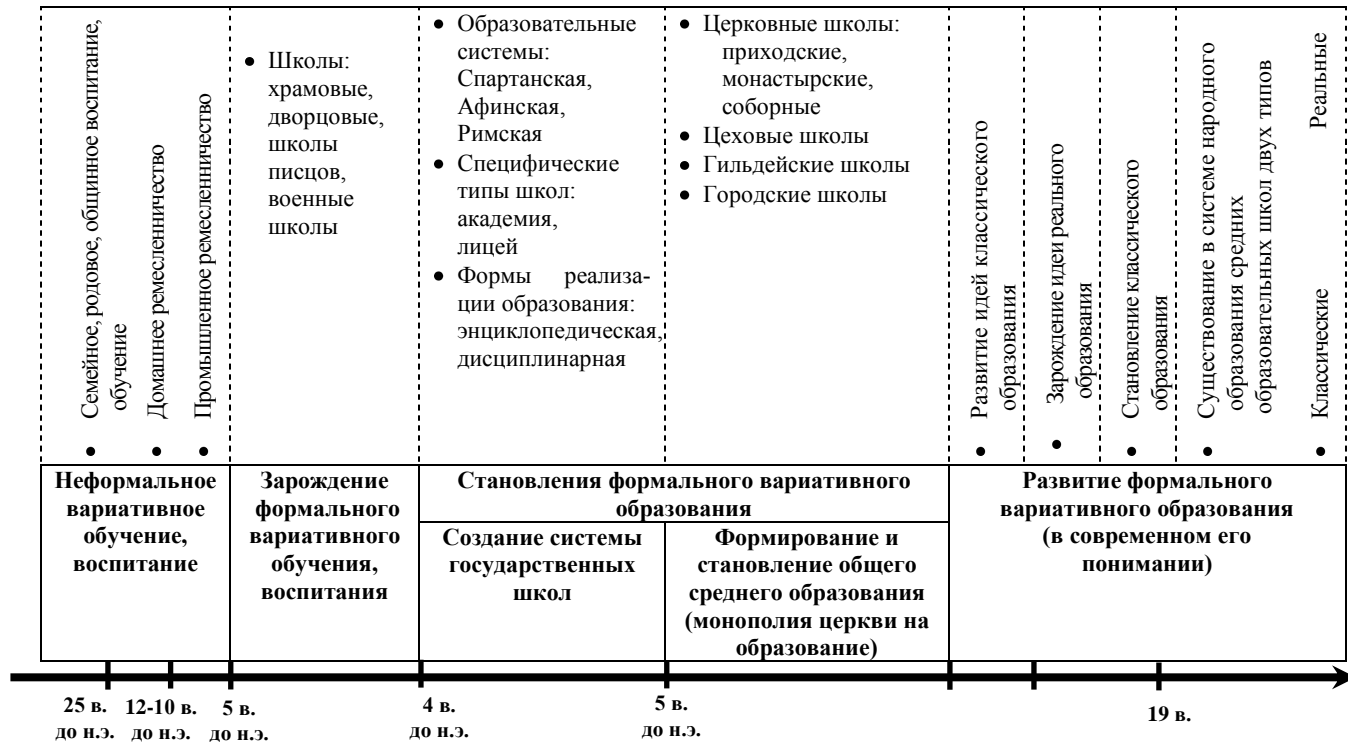 Семейное, родовое, общинное воспитание,
обучение
Домашнее ремесленничество
Промышленное ремесленничество
• Школы:
храмовые,
дворцовые,
школы
писцов,
военные
школы
• Образовательные
системы:
Спартанская,
Афинская,
Римская
• Специфические
типы школ:
академия,
лицей
• Формы реализа-
ции образования:
энциклопедическая,
дисциплинарная
• Церковные школы:
приходские,
монастырские,
соборные
• Цеховые школы
• Гильдейские школы
• Городские школы
• Развитие идей классического
образования
• Зарождение идеи реального
образования
• Становление классического
образования
• Существование в системе народного
образования средних
образовательных школ двух типов
• Классические Реальные
Неформальное
вариативное
обучение,
воспитание
Зарождение
формального
вариативного
обучения,
воспитания
Становления формального вариативного
образования
Создание системы
государственных
школ
Формирование и
становление общего
среднего образования
(монополия церкви на
образование)
Развитие формального
вариативного образования
(в современном его
понимании)
25 в.
до н.э.
12-10 в.
до н.э.
5 в.
до н.э.
4 в.
до н.э.
5 в.
до н.э.
19 в.